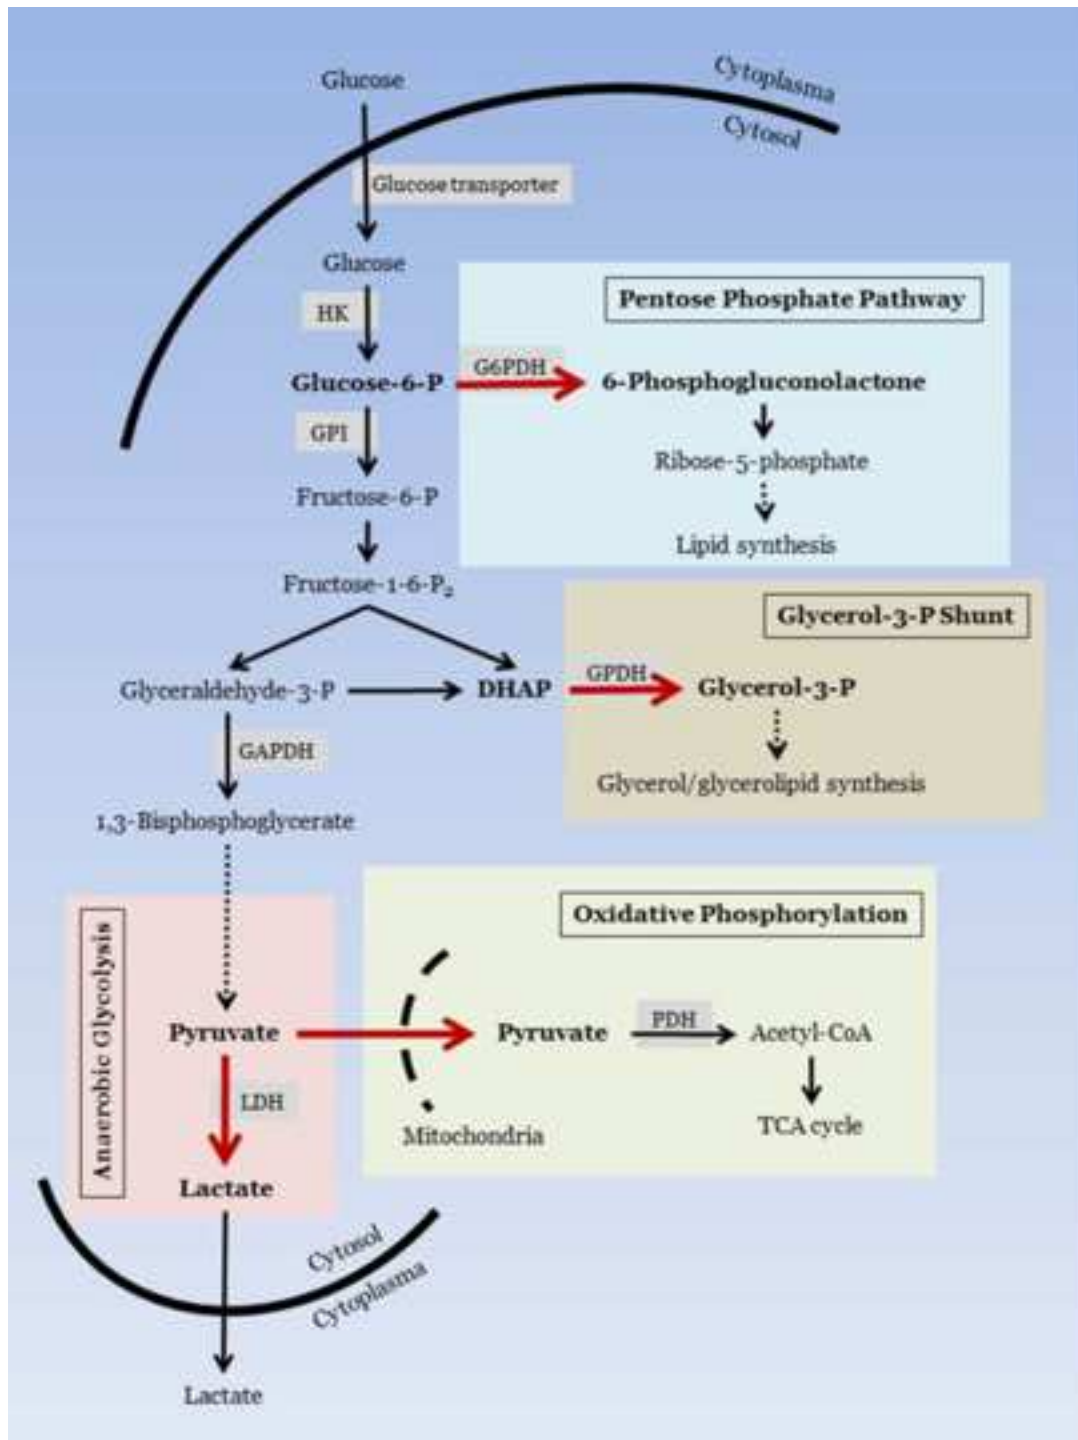 Glucose
Cytoplasma
Cytosol
Glucose transporter
Glucose
HK
Pentose Phosphate Pathway
Glucose-6-P
G6PDH
6-Phosphogluconolactone
GPI
Ribose-5-phosphate
Fructose-6-P
Lipid synthesis
Fructose-1-6-P₂
Glycerol-3-P Shunt
Glyceraldehyde-3-P
DHAP
GPDH
Glycerol-3-P
GAPDH
Glycerol/glycerolipid synthesis
1,3-Bisphosphoglycerate
Oxidative Phosphorylation
Anaerobic Glycolysis
Pyruvate
Pyruvate
PDH
Acetyl-CoA
LDH
Mitochondria
TCA cycle
Lactate
Cytosol
Cytoplasma
Lactate